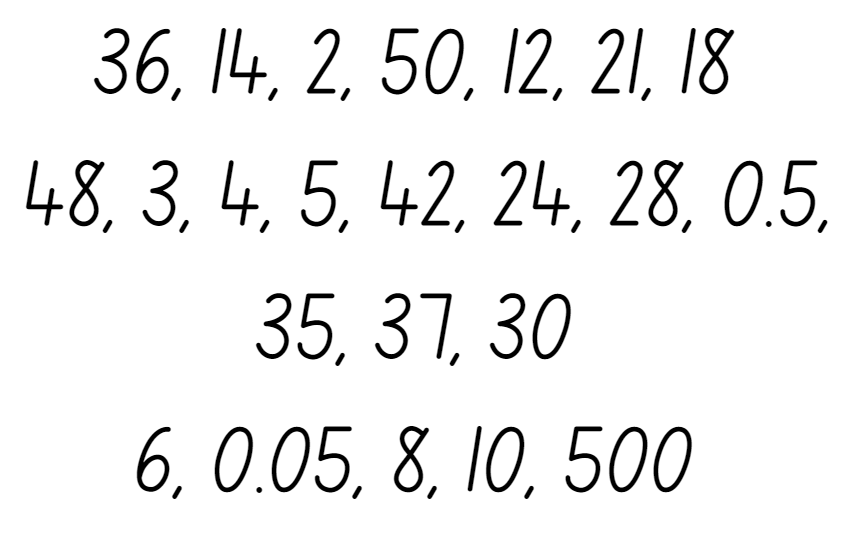 36, 14, 2, 50, 12, 21, 18
48, 3, 4, 5, 42, 24, 28, 0.5,
35, 37, 30
6, 0.05, 8, 10, 500